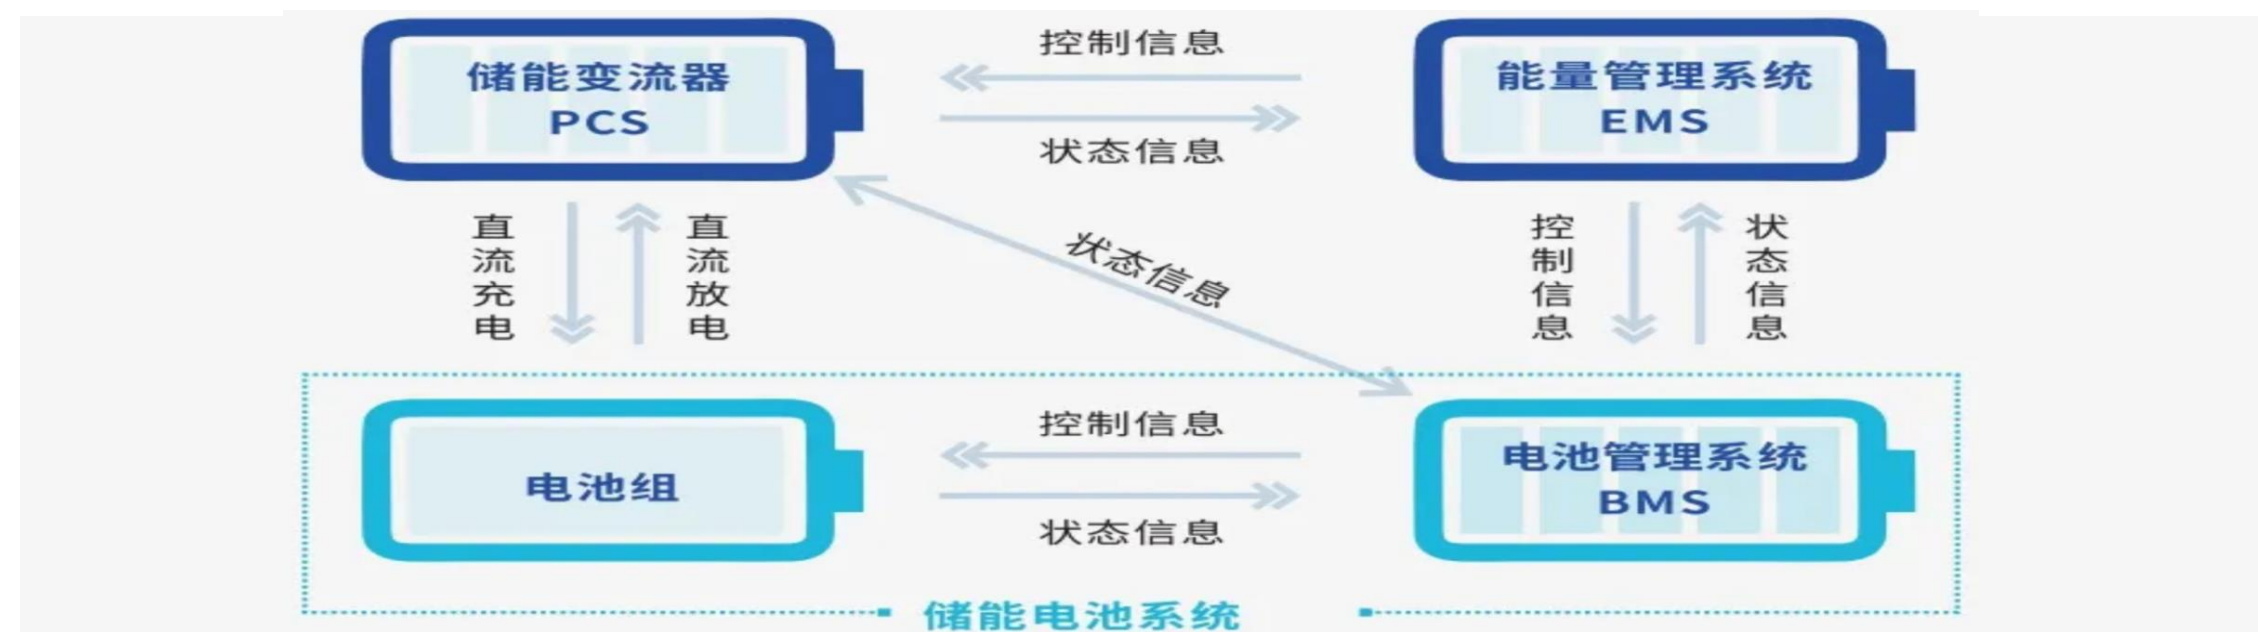 储能变流器
PCS
控制信息
状态信息
能量管理系统
EMS
直流充电
直流放电
状态信息
控制信息
状态信息
电池组
控制信息
状态信息
电池管理系统
BMS
储能电池系统